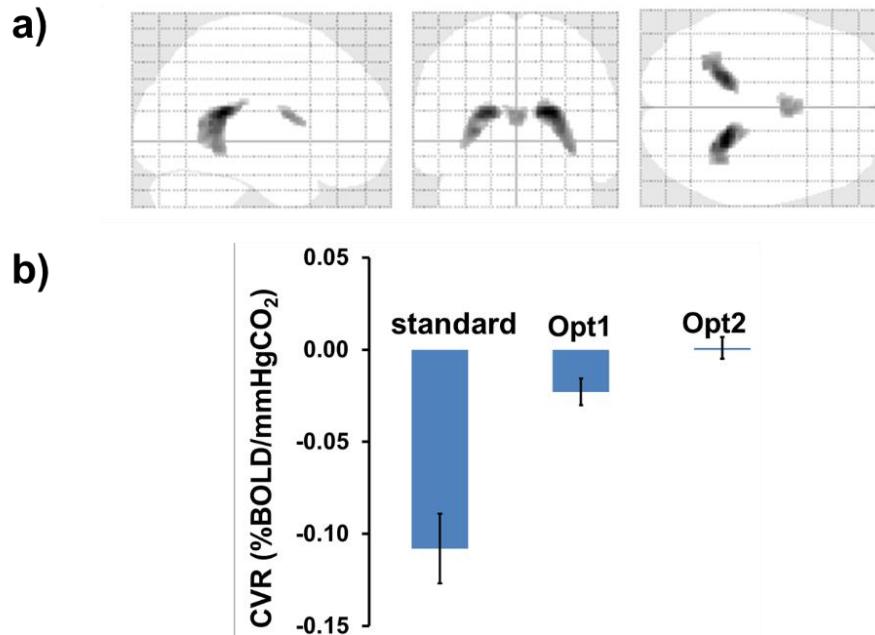 a)
b)
CVR (%BOLD/mmHgCO₂)
0.05
0.00
-0.05
-0.10
-0.15
standard
Opt1
Opt2